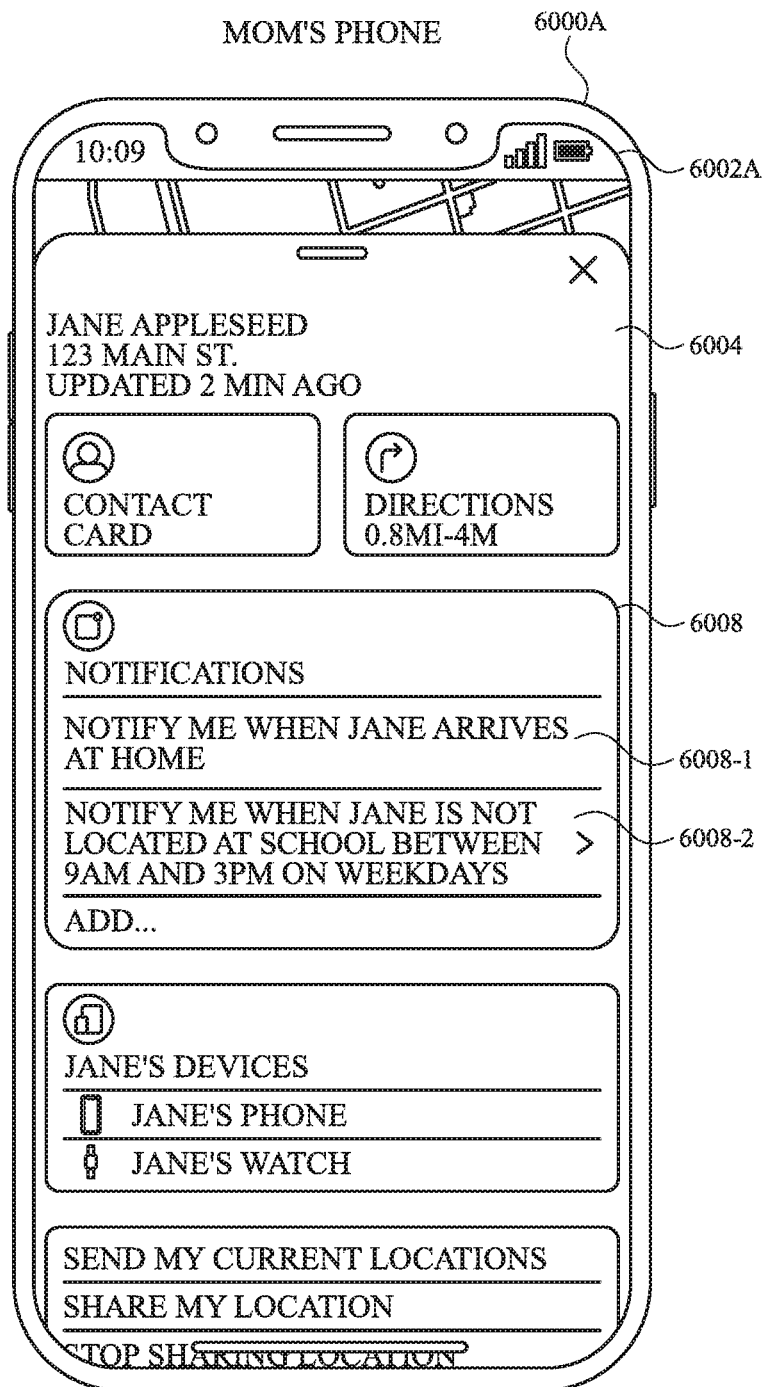 MOM'S PHONE
6000A
10:09
6002A
JANE APPLESEED
123 MAIN ST.
UPDATED 2 MIN AGO
6004
CONTACT
CARD
DIRECTIONS
0.8MI-4M
6008
NOTIFICATIONS
NOTIFY ME WHEN JANE ARRIVES
AT HOME
6008-1
NOTIFY ME WHEN JANE IS NOT
LOCATED AT SCHOOL BETWEEN
9AM AND 3PM ON WEEKDAYS
6008-2
ADD...
JANE'S DEVICES
JANE'S PHONE
JANE'S WATCH
SEND MY CURRENT LOCATIONS
SHARE MY LOCATION
STOP SHARING LOCATION